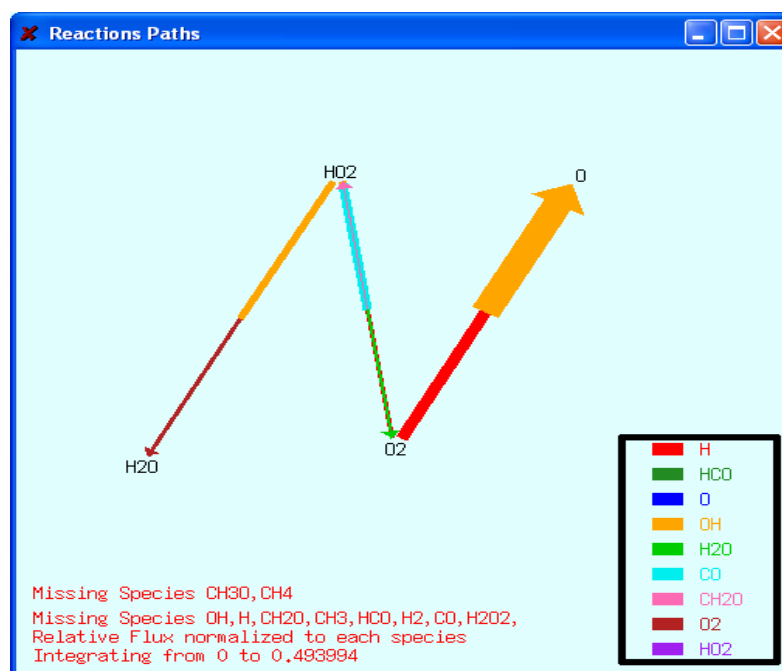 Reactions Paths
HO2
O
H2O
O2
H
HCO
O
OH
H2O
CO
CH2O
O2
HO2
Missing Species CH3O,CH4
Missing Species OH,H,CH2O,CH3,HCO,H2,CO,H2O2,
Relative Flux normalized to each species
Integrating from 0 to 0.493994